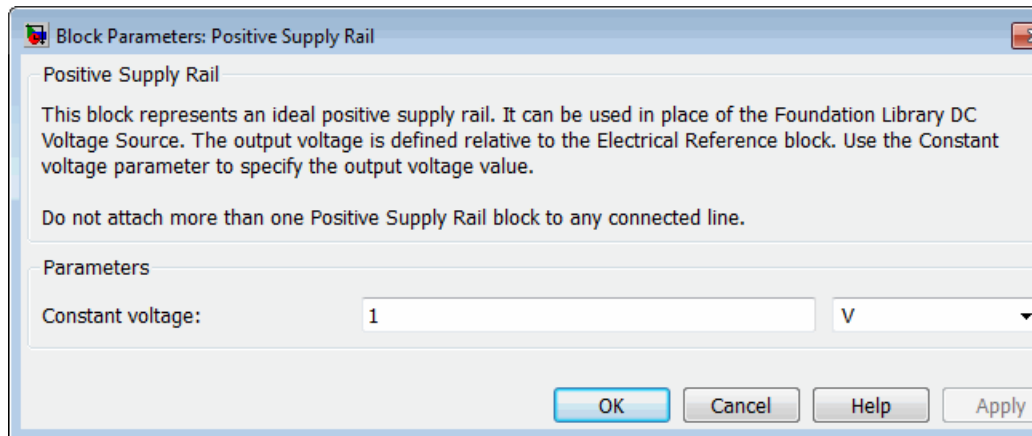 Block Parameters: Positive Supply Rail
Positive Supply Rail
This block represents an ideal positive supply rail. It can be used in place of the Foundation Library DC
Voltage Source. The output voltage is defined relative to the Electrical Reference block. Use the Constant
voltage parameter to specify the output voltage value.
Do not attach more than one Positive Supply Rail block to any connected line.
Parameters
Constant voltage: 1 V
OK Cancel Help Apply